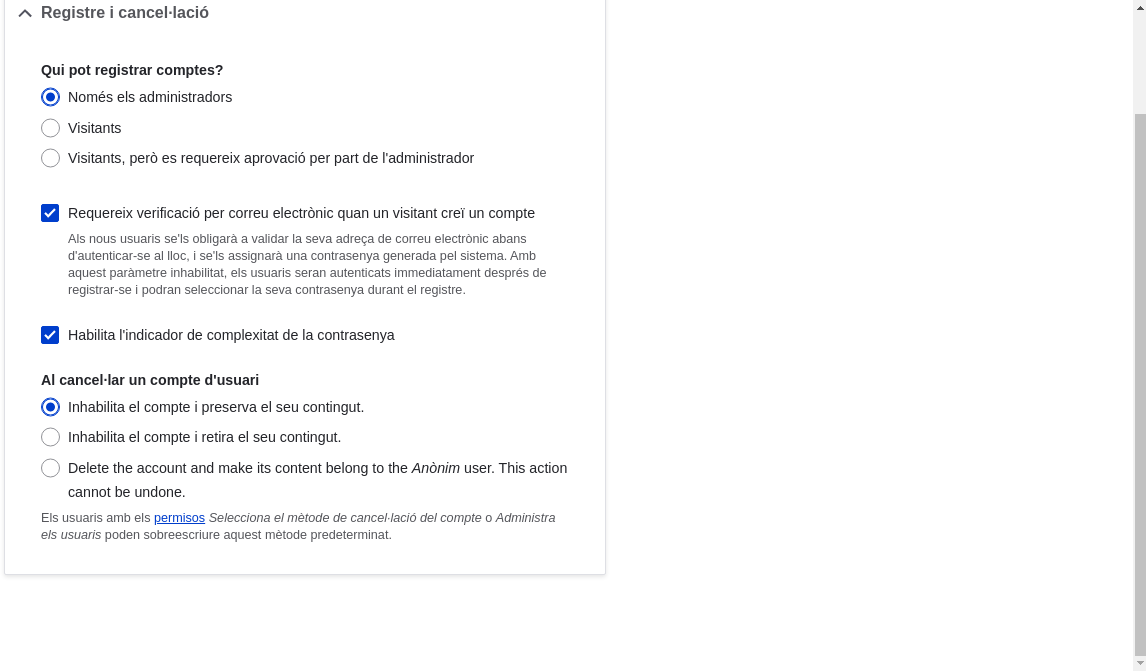 Registre i cancel·lació
Qui pot registrar comptes?
Només els administradors
Visitants
Visitants, però es requereix aprovació per part de l'administrador
Requereix verificació per correu electrònic quan un visitant creï un compte
Als nous usuaris se'ls obligarà a validar la seva adreça de correu electrònic abans
d'autenticar-se al lloc, i se'ls assignarà una contrasenya generada pel sistema. Amb
aquest paràmetre inhabilitat, els usuaris seran autenticats immediatament després de
registrar-se i podran seleccionar la seva contrasenya durant el registre.
Habilita l'indicador de complexitat de la contrasenya
Al cancel·lar un compte d'usuari
Inhabilita el compte i preserva el seu contingut.
Inhabilita el compte i retira el seu contingut.
Delete the account and make its content belong to the Anònim user. This action
cannot be undone.
Els usuaris amb els permisos Selecciona el mètode de cancel·lació del compte o Administra
els usuaris poden sobreescriure aquest mètode predeterminat.